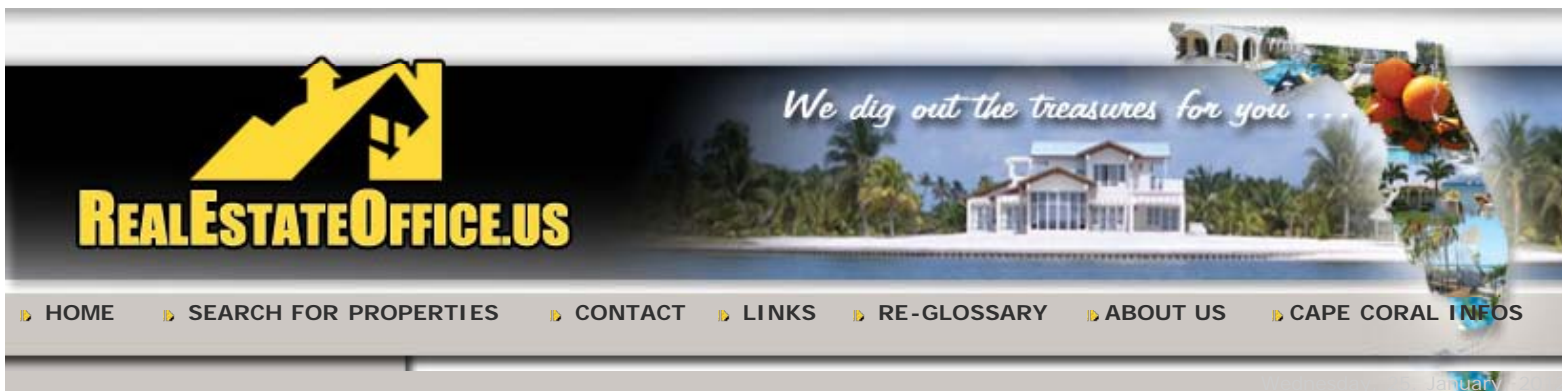 We dig out the treasures for you ...
REALESTATEOFFICE.US
HOME SEARCH FOR PROPERTIES CONTACT LINKS RE-GLOSSARY ABOUT US CAPE CORAL INFOS
January